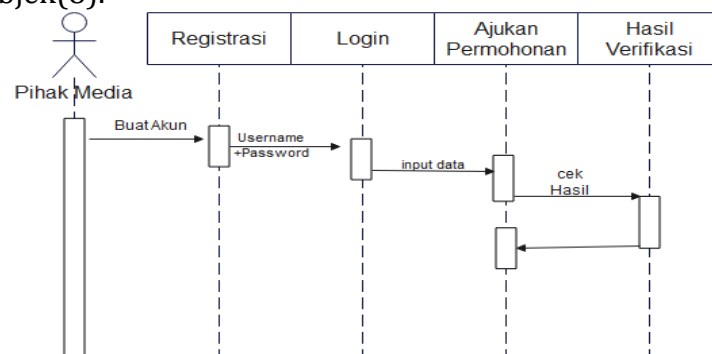 Registrasi
Login
Ajukan
Permohonan
Hasil
Verifikasi
Pihak Media
Buat Akun
Username
+Password
input data
cek
Hasil